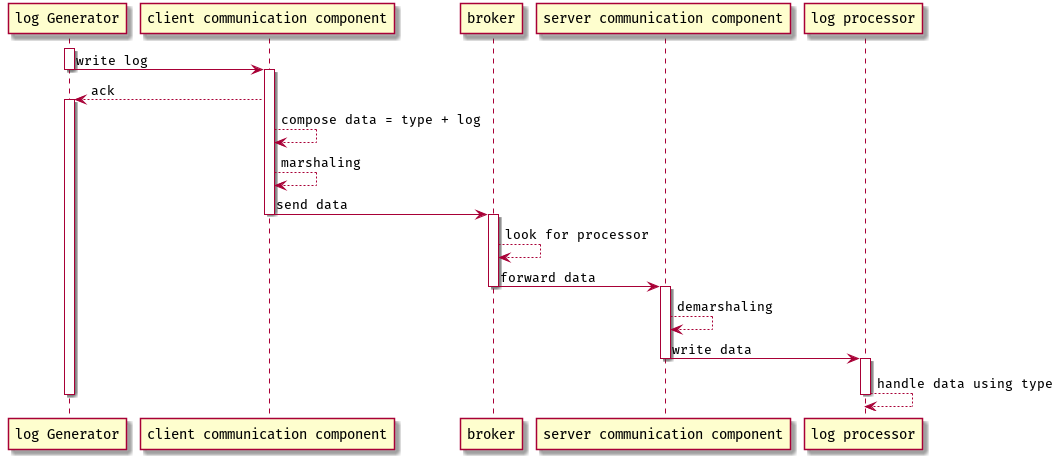 log Generator
client communication component
broker
server communication component
log processor
write log
ack
compose data = type + log
marshaling
send data
look for processor
forward data
demarshaling
write data
handle data using type
log Generator
client communication component
broker
server communication component
log processor